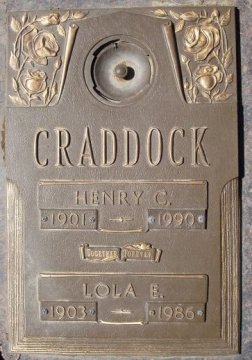 CRADDOCK
HENRY C.
1901 1990
TOGETHER FOREVER
LOLA E.
1903 1986